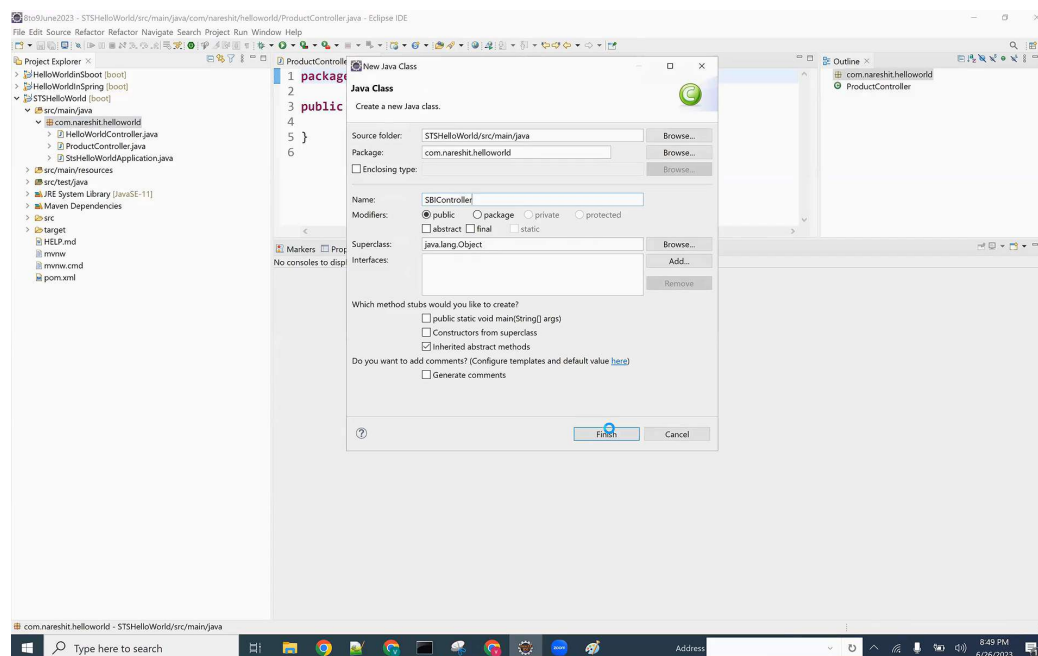 8to9June2023 - STSHelloWorld/src/main/java/com/nareshit/helloworld/ProductController.java - Eclipse IDE
File Edit Source Refactor Refactor Navigate Search Project Run Window Help
Project Explorer
HelloWorldinSboot [boot]
HelloWorldInSpring [boot]
STSHelloWorld [boot]
src/main/java
com.nareshit.helloworld
HelloWorldController.java
ProductController.java
StsHelloWorldApplication.java
src/main/resources
src/test/java
JRE System Library [JavaSE-11]
Maven Dependencies
src
target
HELP.md
mvnw
mvnw.cmd
pom.xml
ProductControlle
1 package
2
3 public
4
5 }
6
Markers Prop
No consoles to displ
New Java Class
Java Class
Create a new Java class.
Source folder: STSHelloWorld/src/main/java Browse...
Package: com.nareshit.helloworld Browse...
Enclosing type: Browse...
Name: SBIController
Modifiers: public package private protected
abstract final static
Superclass: java.lang.Object Browse...
Interfaces: Add...
Remove
Which method stubs would you like to create?
public static void main(String[] args)
Constructors from superclass
Inherited abstract methods
Do you want to add comments? (Configure templates and default value here)
Generate comments
Finish Cancel
Outline
com.nareshit.helloworld
ProductController
com.nareshit.helloworld - STSHelloWorld/src/main/java
Type here to search
Address
8:49 PM
6/26/2023